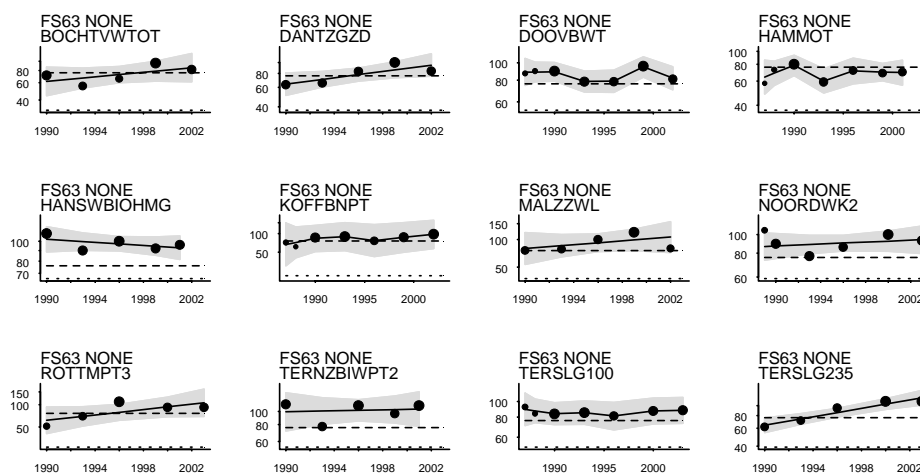 FS63 NONE
BOCHTVWTOT
80
60
40
1990 1994 1998 2002
FS63 NONE
DANTZGZD
80
60
40
1990 1994 1998 2002
FS63 NONE
DOOVBWT
100
80
60
1990 1995 2000
FS63 NONE
HAMMOT
100
80
60
40
1990 1995 2000
FS63 NONE
HANSWBIOHMG
100
80
70
1990 1994 1998 2002
FS63 NONE
KOFFBNPT
100
50
1990 1995 2000
FS63 NONE
MALZZWL
150
100
50
1990 1994 1998 2002
FS63 NONE
NOORDWK2
100
80
60
1990 1994 1998 2002
FS63 NONE
ROTTMPT3
150
100
50
1990 1994 1998 2002
FS63 NONE
TERNZBIWPT2
100
80
60
1990 1994 1998 2002
FS63 NONE
TERSLG100
100
80
60
1990 1995 2000
FS63 NONE
TERSLG235
80
60
40
1990 1994 1998 2002